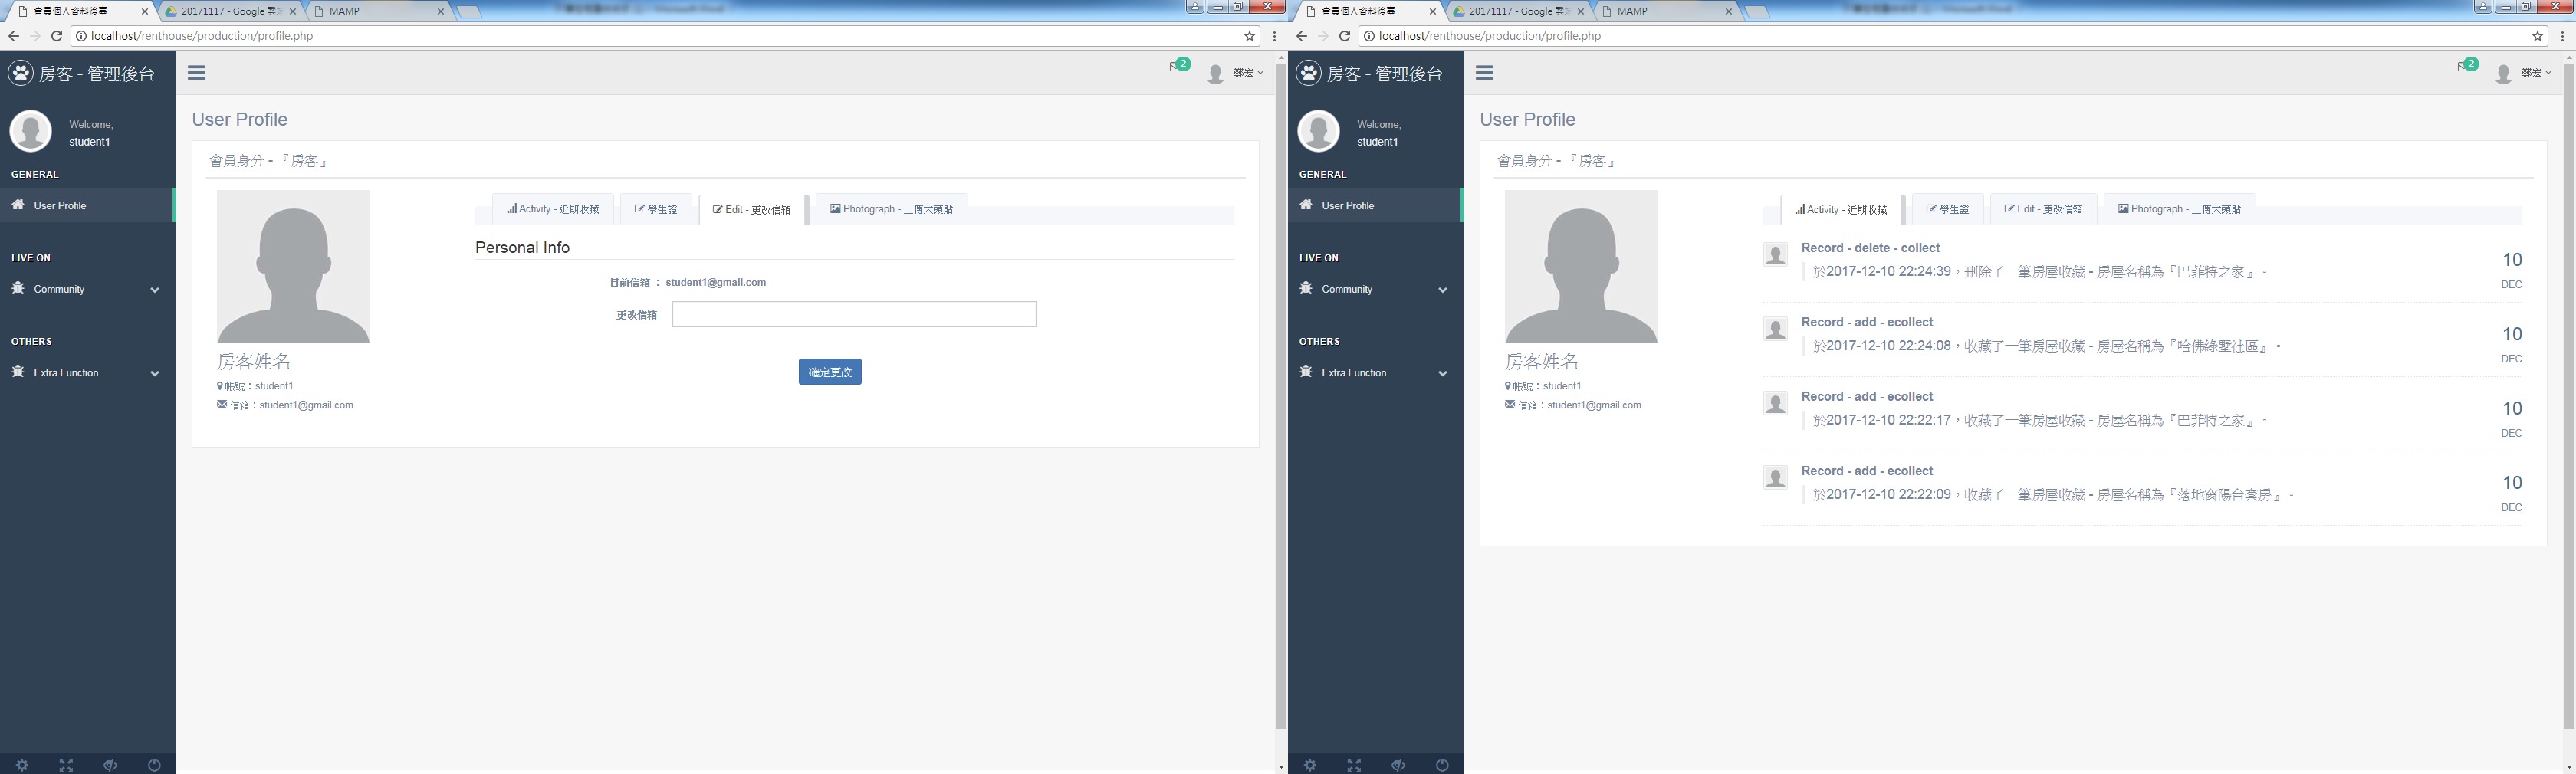 會員個人資料後臺
20171117 - Google 雲
MAMP
localhost/renthouse/production/profile.php
房客 - 管理後台
2
鄭宏
Welcome,
student1
GENERAL
User Profile
LIVE ON
Community
OTHERS
Extra Function
User Profile
會員身分 - 『房客』
房客姓名
帳號：student1
信箱：student1@gmail.com
Activity - 近期收藏
學生證
Edit - 更改信箱
Photograph - 上傳大頭貼
Personal Info
目前信箱 ： student1@gmail.com
更改信箱
確定更改
會員個人資料後臺
20171117 - Google 雲
MAMP
localhost/renthouse/production/profile.php
房客 - 管理後台
2
鄭宏
Welcome,
student1
GENERAL
User Profile
LIVE ON
Community
OTHERS
Extra Function
User Profile
會員身分 - 『房客』
房客姓名
帳號：student1
信箱：student1@gmail.com
Activity - 近期收藏
學生證
Edit - 更改信箱
Photograph - 上傳大頭貼
Record - delete - collect
於2017-12-10 22:24:39，刪除了一筆房屋收藏 - 房屋名稱為『巴菲特之家』。
10
DEC
Record - add - ecollect
於2017-12-10 22:24:08，收藏了一筆房屋收藏 - 房屋名稱為『哈佛綠墅社區』。
10
DEC
Record - add - ecollect
於2017-12-10 22:22:17，收藏了一筆房屋收藏 - 房屋名稱為『巴菲特之家』。
10
DEC
Record - add - ecollect
於2017-12-10 22:22:09，收藏了一筆房屋收藏 - 房屋名稱為『落地窗陽台套房』。
10
DEC